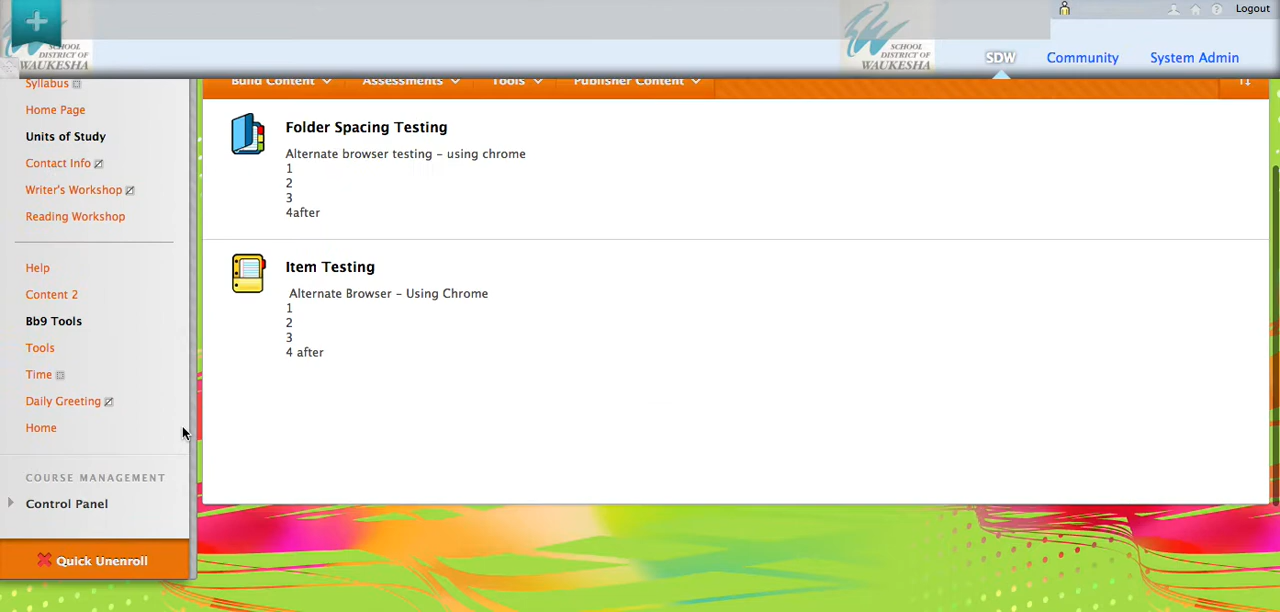 Logout
SCHOOL
DISTRICT OF
WAUKESHA
SCHOOL
DISTRICT OF
WAUKESHA
SDW
Community
System Admin
Build Content
Assessments
Tools
Publisher Content
Syllabus
Home Page
Units of Study
Contact Info
Writer's Workshop
Reading Workshop
Help
Content 2
Bb9 Tools
Tools
Time
Daily Greeting
Home
COURSE MANAGEMENT
Control Panel
Quick Unenroll
Folder Spacing Testing
Alternate browser testing - using chrome
1
2
3
4after
Item Testing
Alternate Browser - Using Chrome
1
2
3
4 after